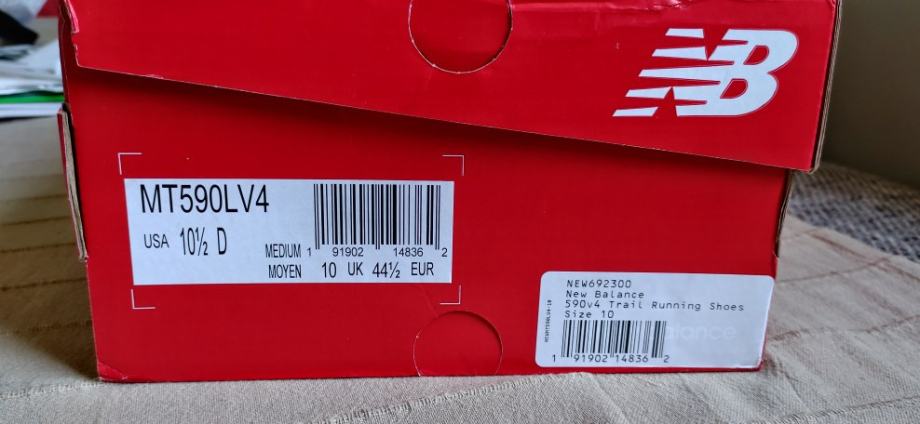 NB
MT590LV4
USA 10½ D
MEDIUM 1 91902 14836 2
MOYEN 10 UK 44½ EUR
NEW692300
New Balance
590v4 Trail Running Shoes
Size 10
1 91902 14836 2